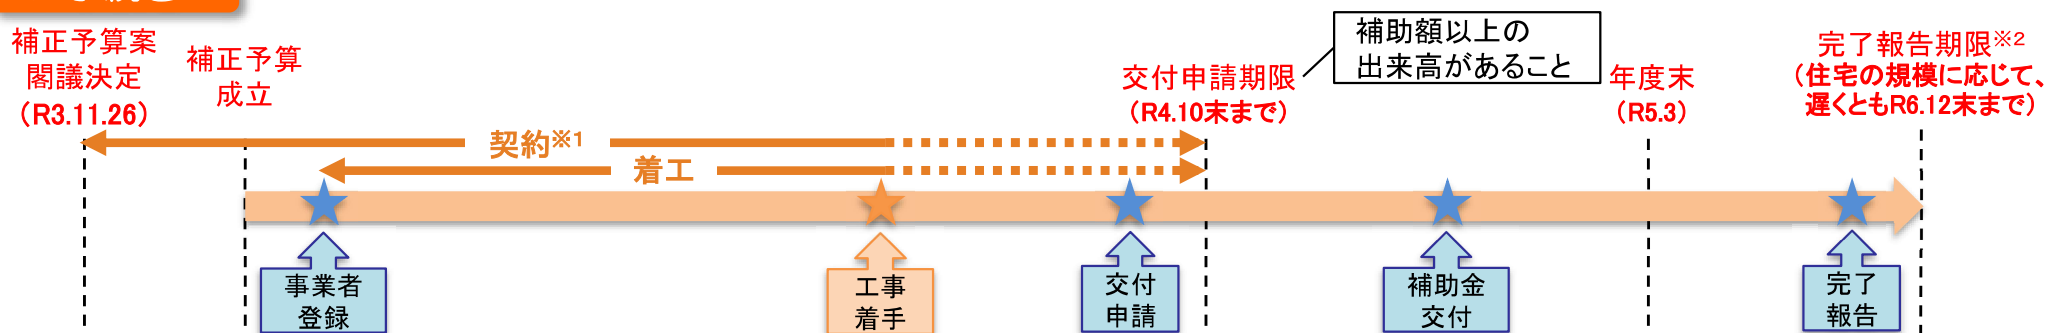 補正予算案
閣議決定
（R3.11.26）
補正予算
成立
交付申請期限
（R4.10末まで）
補助額以上の
出来高があること
年度末
（R5.3）
完了報告期限※2
（住宅の規模に応じて、
遅くともR6.12末まで）
契約※1
着工
事業者
登録
工事
着手
交付
申請
補助金
交付
完了
報告